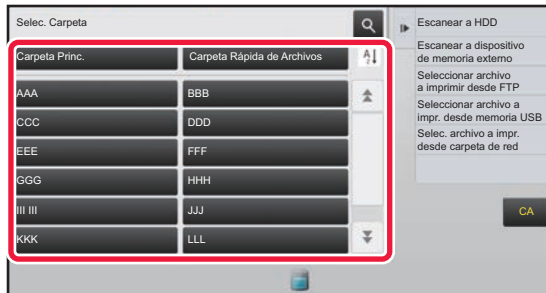 Selec. Carpeta
Carpeta Princ.
Carpeta Rápida de Archivos
AAA
BBB
CCC
DDD
EEE
FFF
GGG
HHH
III III
JJJ
KKK
LLL
Escanear a HDD
Escanear a dispositivo
de memoria externo
Seleccionar archivo
a imprimir desde FTP
Seleccionar archivo a
impr. desde memoria USB
Selec. archivo a impr.
desde carpeta de red
CA